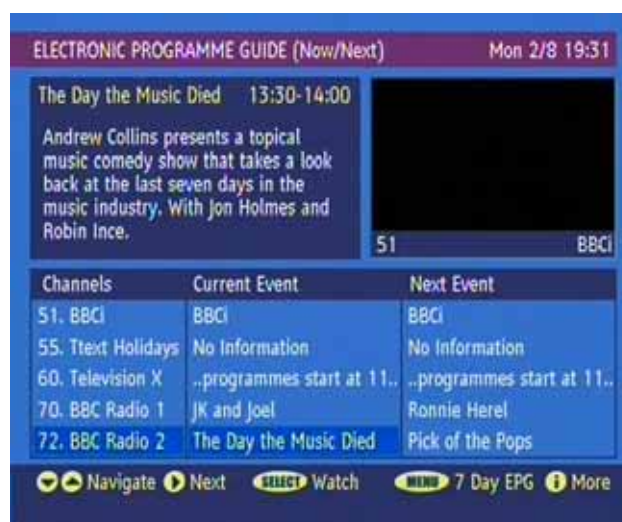 ELECTRONIC PROGRAMME GUIDE (Now/Next) Mon 2/8 19:31
The Day the Music Died 13:30-14:00
Andrew Collins presents a topical
music comedy show that takes a look
back at the last seven days in the
music industry. With Jon Holmes and
Robin Ince.
51 BBCi
Channels Current Event Next Event
51. BBCi BBCi BBCi
55. Ttext Holidays No Information No Information
60. Television X ..programmes start at 11.. ..programmes start at 11..
70. BBC Radio 1 JK and Joel Ronnie Herel
72. BBC Radio 2 The Day the Music Died Pick of the Pops
Navigate Next SELECT Watch MENU 7 Day EPG i More